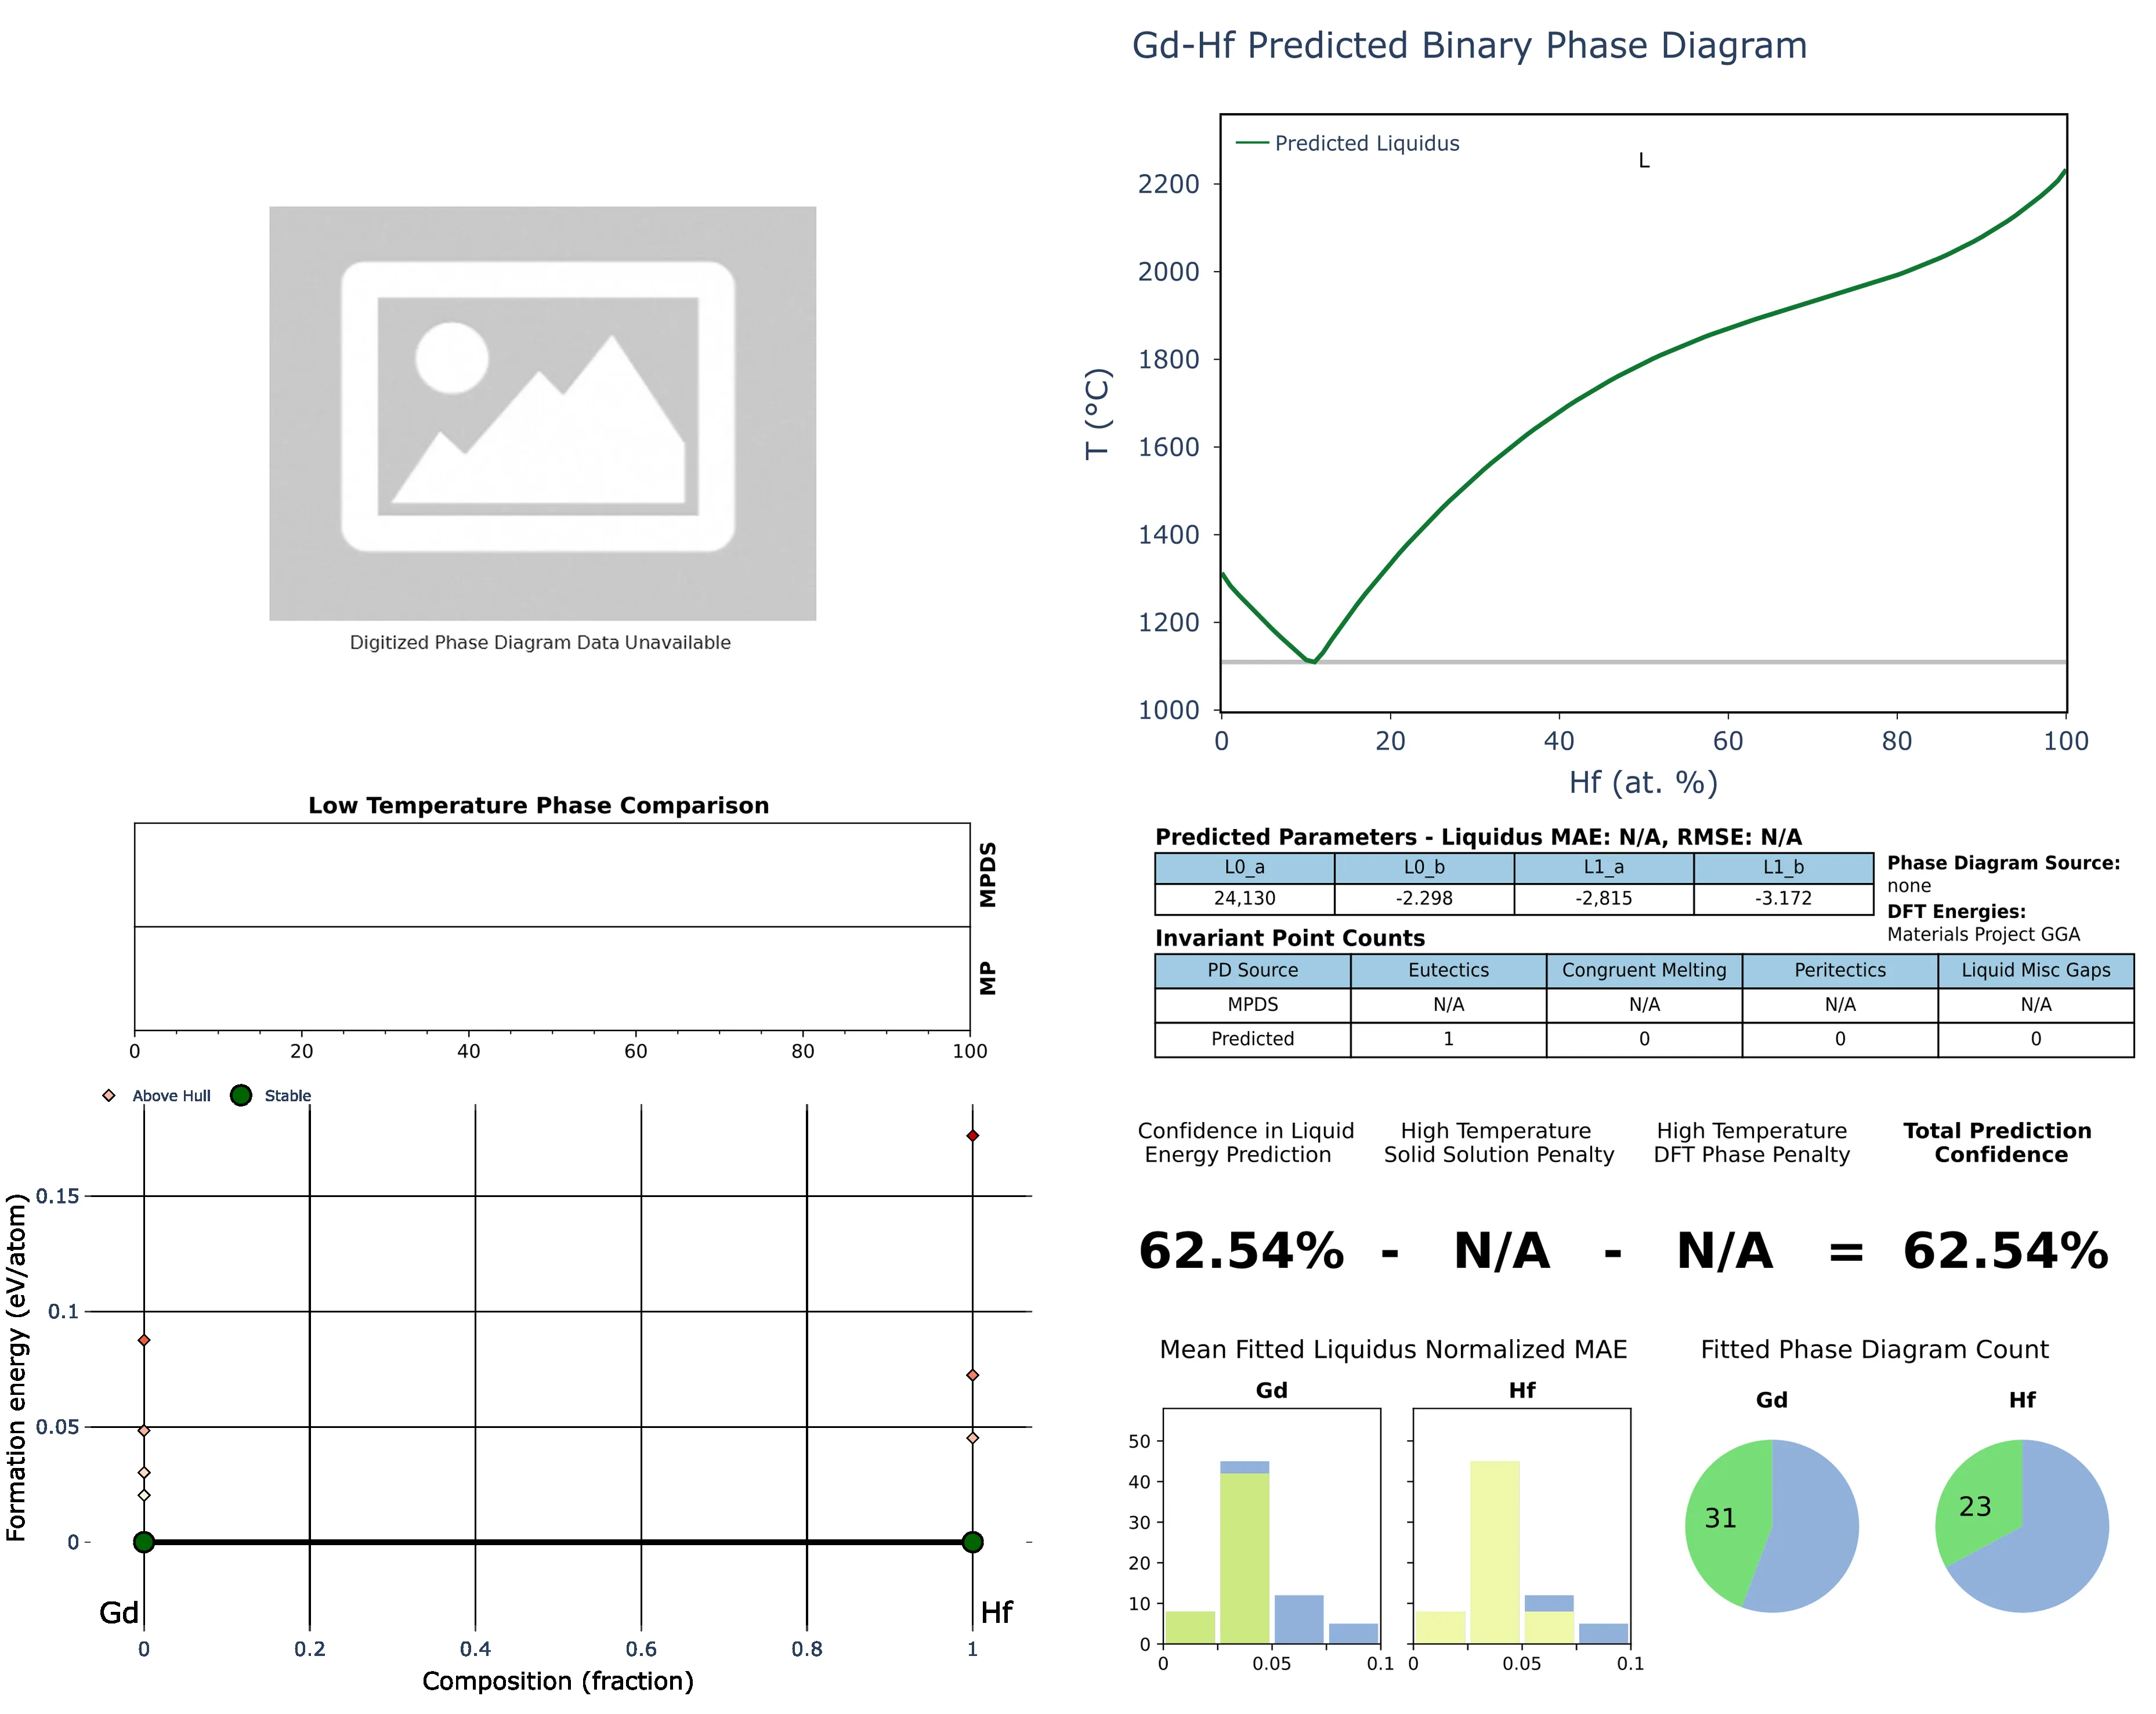 Gd-Hf Predicted Binary Phase Diagram
Predicted Liquidus
L
2200
2000
1800
1600
1400
1200
1000
T (°C)
0 20 40 60 80 100
Hf (at. %)
Digitized Phase Diagram Data Unavailable
Low Temperature Phase Comparison
MPDS
MP
0 20 40 60 80 100
Predicted Parameters - Liquidus MAE: N/A, RMSE: N/A
L0_a L0_b L1_a L1_b
24,130 -2.298 -2,815 -3.172
Phase Diagram Source:
none
DFT Energies:
Materials Project GGA
Invariant Point Counts
PD Source Eutectics Congruent Melting Peritectics Liquid Misc Gaps
MPDS N/A N/A N/A N/A
Predicted 1 0 0 0
Above Hull Stable
0.15
0.1
0.05
0
Formation energy (eV/atom)
Gd Hf
0 0.2 0.4 0.6 0.8 1
Composition (fraction)
Confidence in Liquid
Energy Prediction
High Temperature
Solid Solution Penalty
High Temperature
DFT Phase Penalty
Total Prediction
Confidence
62.54% - N/A - N/A = 62.54%
Mean Fitted Liquidus Normalized MAE
Gd Hf
50
40
30
20
10
0
0 0.05 0.1 0 0.05 0.1
Fitted Phase Diagram Count
Gd Hf
31 23